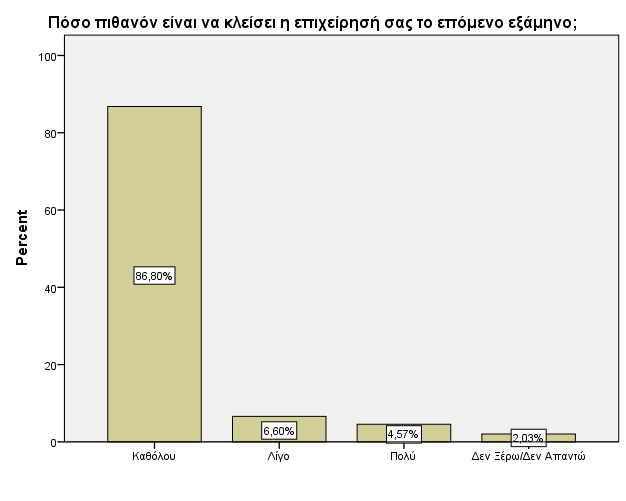 Πόσο πιθανόν είναι να κλείσει η επιχείρησή σας το επόμενο εξάμηνο;
100
80
60
40
20
0
Percent
86,80%
6,60%
4,57%
2,03%
Καθόλου
Λίγο
Πολύ
Δεν Ξέρω/Δεν Απαντώ